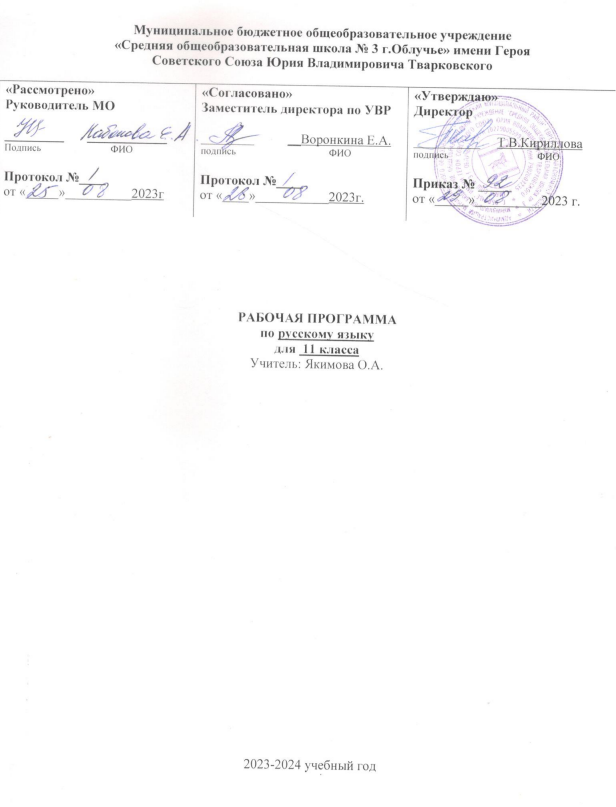 Муниципальное бюджетное общеобразовательное учреждение
«Средняя общеобразовательная школа № 3 г.Облучье» имени Героя
Советского Союза Юрия Владимировича Тварковского
«Рассмотрено»
Руководитель МО
Подпись ФИО
Протокол № 1
от «25» 08 2023г
«Согласовано»
Заместитель директора по УВР
Воронкина Е.А.
подпись ФИО
Протокол № 1
от «28» 08 2023г.
«Утверждаю»
Директор
Т.В.Кириллова
подпись ФИО
Приказ № 92
от «29» 08 2023 г.
РАБОЧАЯ ПРОГРАММА
по русскому языку
для 11 класса
Учитель: Якимова О.А.
2023-2024 учебный год